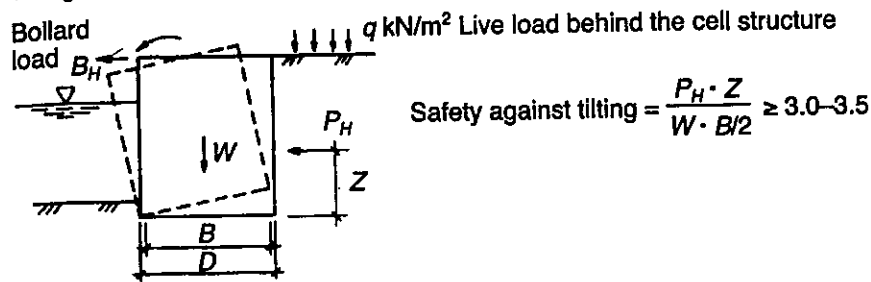 Bollard
load B_H
q kN/m² Live load behind the cell structure
Safety against tilting = \frac{P_H · Z}{W · B/2} ≥ 3.0–3.5
P_H
W
Z
B
D